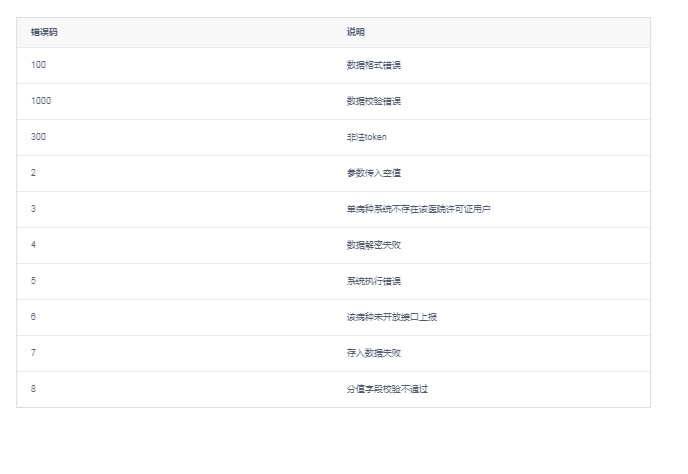 错误码 说明
100 数据格式错误
1000 数据校验错误
300 非法token
2 参数传入空值
3 单病种系统不存在该医院许可证用户
4 数据解密失败
5 系统执行错误
6 该病种未开放接口上报
7 存入数据失败
8 分值字段校验不通过